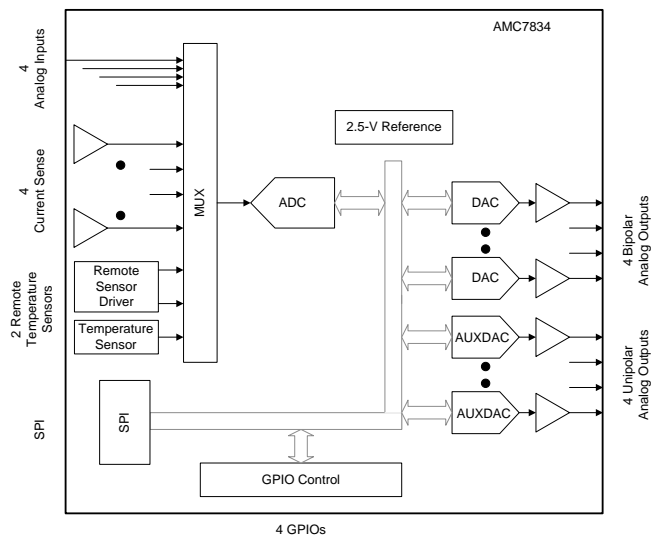 AMC7834
4
Analog Inputs
4
Current Sense
2 Remote
Temperature
Sensors
SPI
MUX
Remote
Sensor
Driver
Temperature
Sensor
SPI
ADC
2.5-V Reference
GPIO Control
DAC
DAC
AUXDAC
AUXDAC
4 Bipolar
Analog Outputs
4 Unipolar
Analog Outputs
4 GPIOs